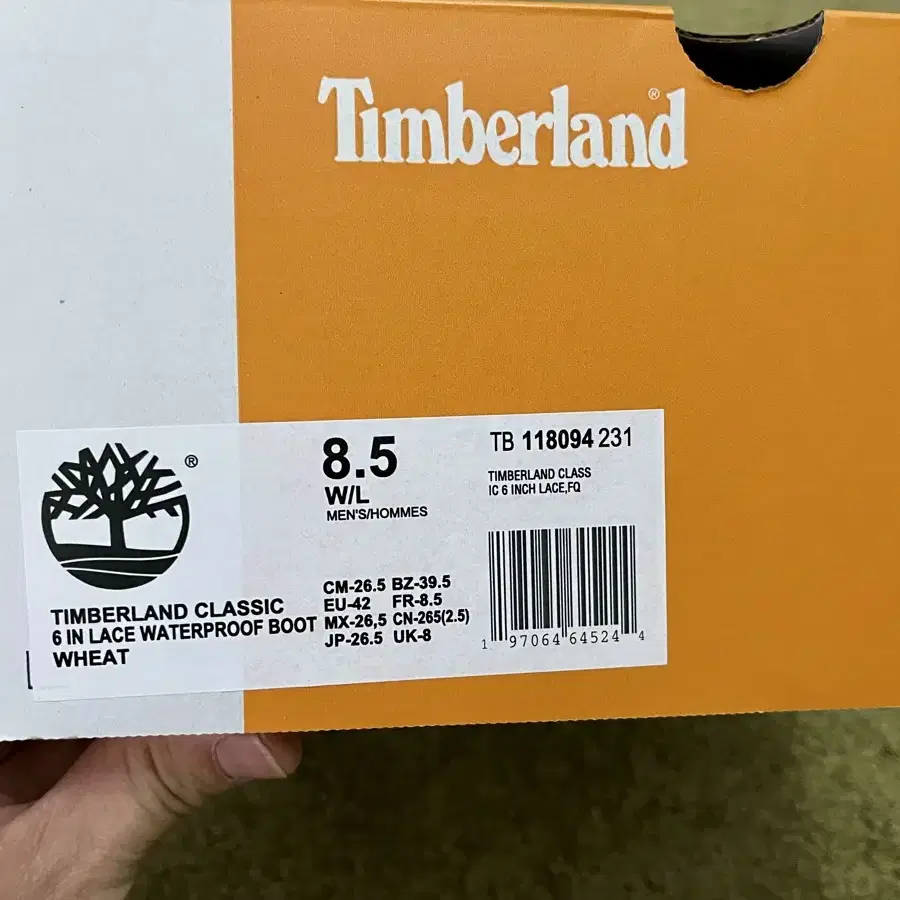 Timberland®
®
TIMBERLAND CLASSIC
6 IN LACE WATERPROOF BOOT
WHEAT
8.5
W/L
MEN'S/HOMMES
CM-26.5 BZ-39.5
EU-42 FR-8.5
MX-26,5 CN-265(2.5)
JP-26.5 UK-8
TB 118094 231
TIMBERLAND CLASS
IC 6 INCH LACE,FQ
1 97064 64524 4